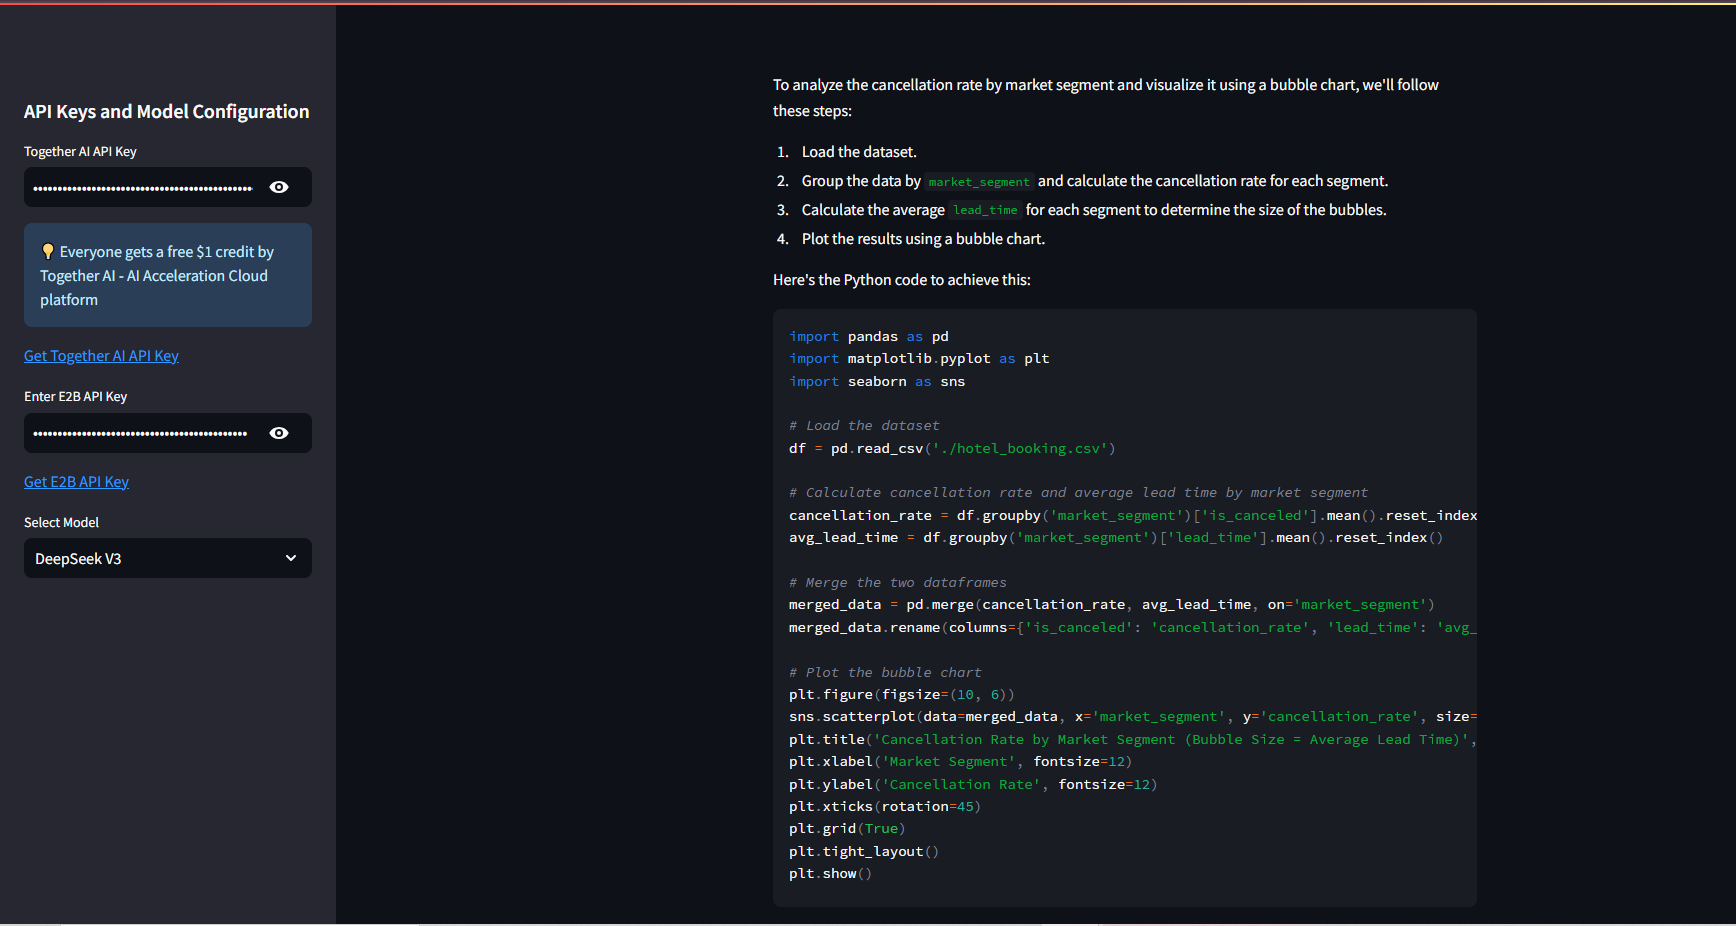 API Keys and Model Configuration
Together AI API Key
💡 Everyone gets a free $1 credit by
Together AI - AI Acceleration Cloud
platform
Get Together AI API Key
Enter E2B API Key
Get E2B API Key
Select Model
DeepSeek V3
To analyze the cancellation rate by market segment and visualize it using a bubble chart, we'll follow
these steps:
1. Load the dataset.
2. Group the data by market_segment and calculate the cancellation rate for each segment.
3. Calculate the average lead_time for each segment to determine the size of the bubbles.
4. Plot the results using a bubble chart.
Here's the Python code to achieve this:
import pandas as pd
import matplotlib.pyplot as plt
import seaborn as sns
# Load the dataset
df = pd.read_csv('./hotel_booking.csv')
# Calculate cancellation rate and average lead time by market segment
cancellation_rate = df.groupby('market_segment')['is_canceled'].mean().reset_index
avg_lead_time = df.groupby('market_segment')['lead_time'].mean().reset_index()
# Merge the two dataframes
merged_data = pd.merge(cancellation_rate, avg_lead_time, on='market_segment')
merged_data.rename(columns={'is_canceled': 'cancellation_rate', 'lead_time': 'avg_
# Plot the bubble chart
plt.figure(figsize=(10, 6))
sns.scatterplot(data=merged_data, x='market_segment', y='cancellation_rate', size=
plt.title('Cancellation Rate by Market Segment (Bubble Size = Average Lead Time)',
plt.xlabel('Market Segment', fontsize=12)
plt.ylabel('Cancellation Rate', fontsize=12)
plt.xticks(rotation=45)
plt.grid(True)
plt.tight_layout()
plt.show()